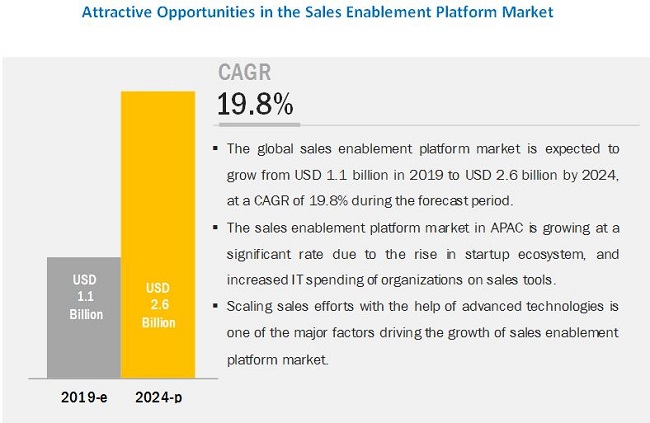 Attractive Opportunities in the Sales Enablement Platform Market
CAGR
19.8%
▪ The global sales enablement platform market is expected to
grow from USD 1.1 billion in 2019 to USD 2.6 billion by 2024,
at a CAGR of 19.8% during the forecast period.
▪ The sales enablement platform market in APAC is growing at a
significant rate due to the rise in startup ecosystem, and
increased IT spending of organizations on sales tools.
▪ Scaling sales efforts with the help of advanced technologies is
one of the major factors driving the growth of sales enablement
platform market.
USD
1.1
Billion
USD
2.6
Billion
2019-e
2024-p